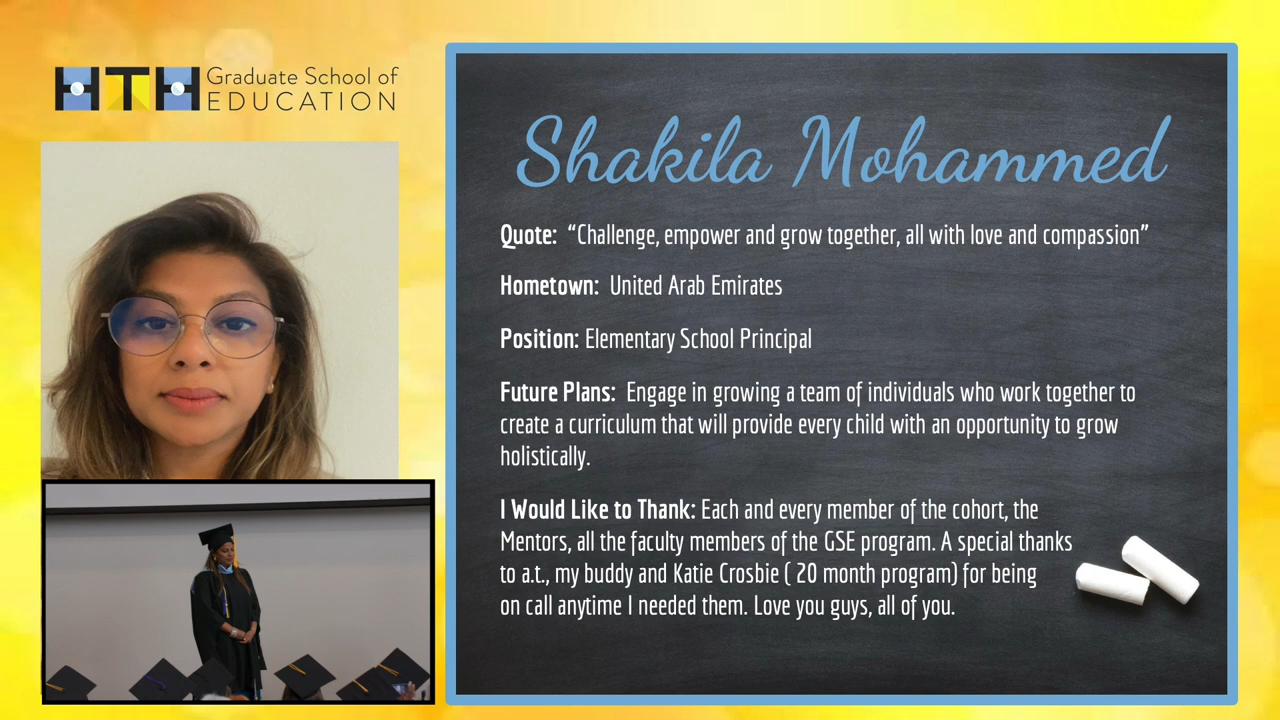 HTH Graduate School of
EDUCATION
Shakila Mohammed
Quote: “Challenge, empower and grow together, all with love and compassion”
Hometown: United Arab Emirates
Position: Elementary School Principal
Future Plans: Engage in growing a team of individuals who work together to
create a curriculum that will provide every child with an opportunity to grow
holistically.
I Would Like to Thank: Each and every member of the cohort, the
Mentors, all the faculty members of the GSE program. A special thanks
to a.t., my buddy and Katie Crosbie ( 20 month program) for being
on call anytime I needed them. Love you guys, all of you.